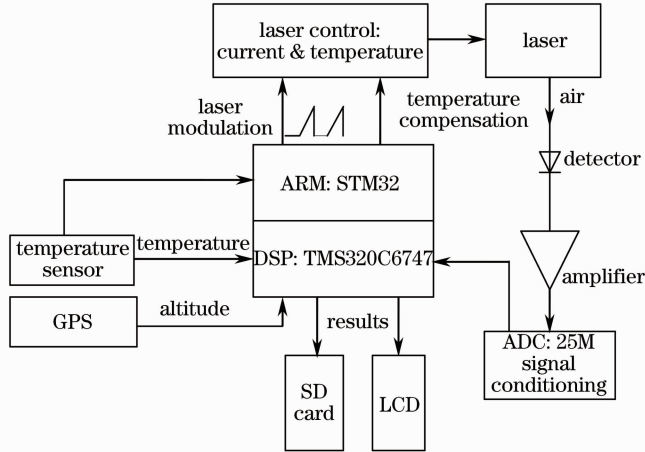 laser control:
current & temperature
laser
laser
modulation
temperature
compensation
air
detector
ARM: STM32
temperature
sensor
temperature
DSP: TMS320C6747
amplifier
GPS
altitude
results
ADC: 25M
signal
conditioning
SD
card
LCD